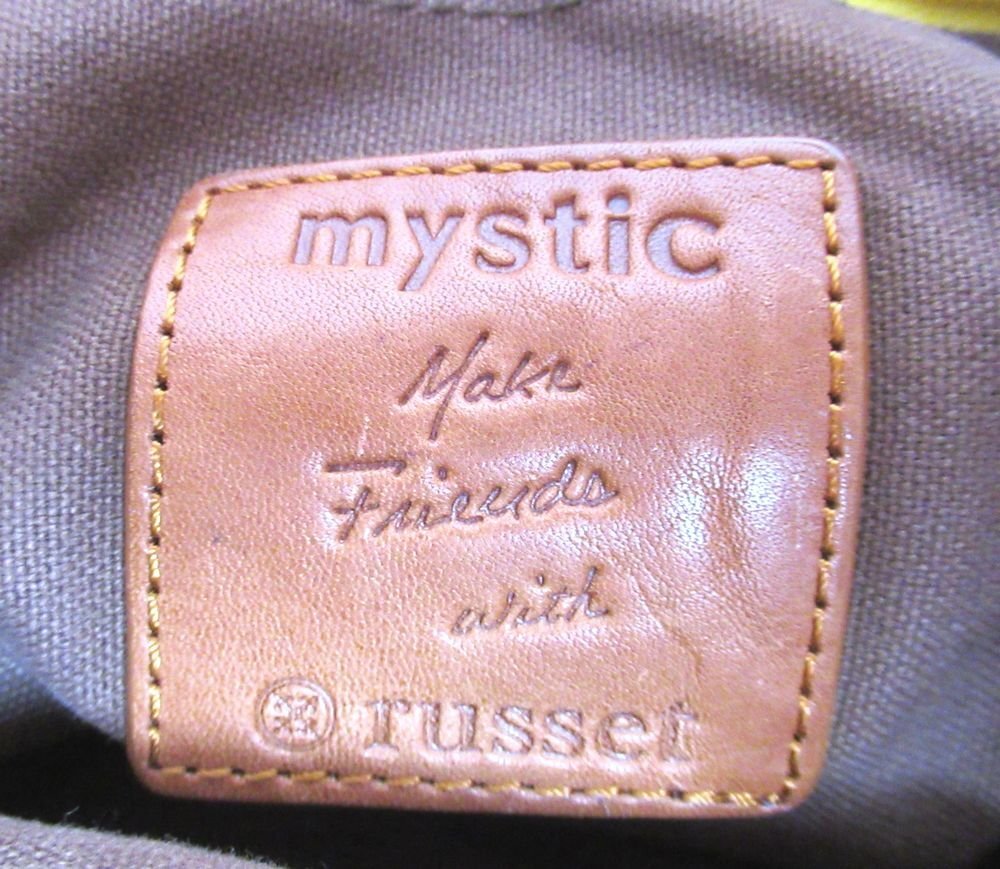 mystic
Make
Friends
with
russet